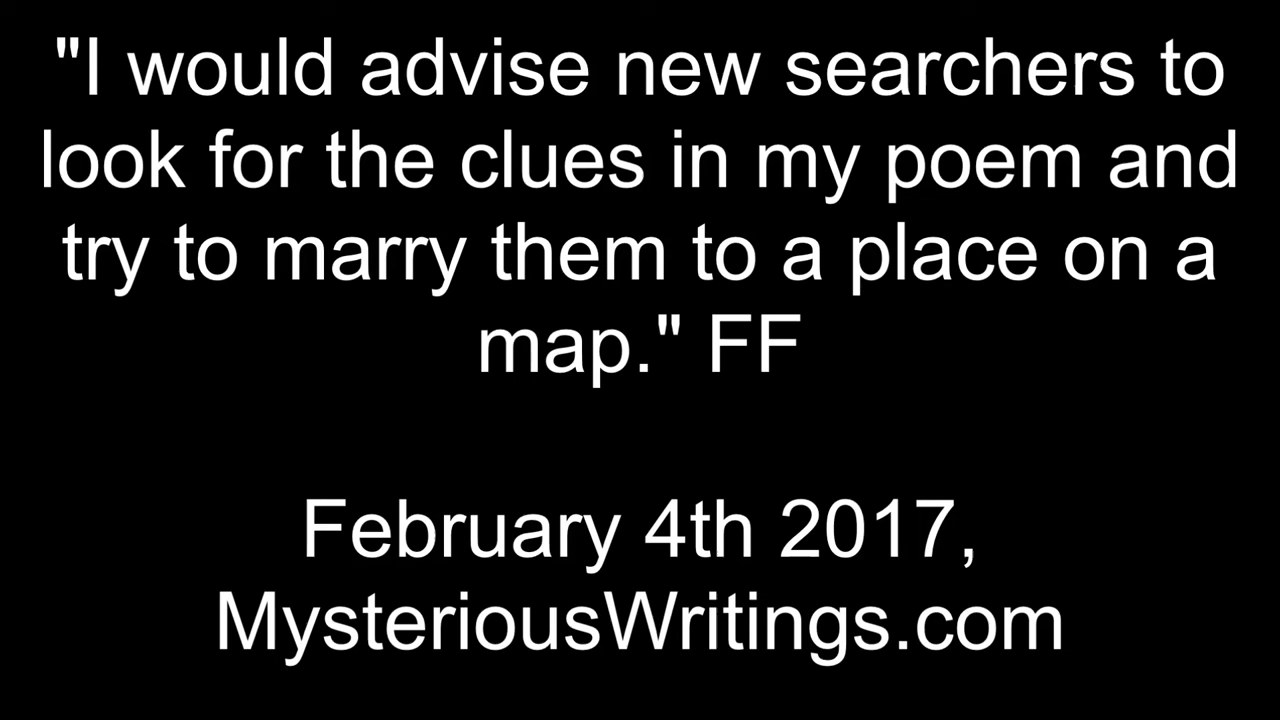 "I would advise new searchers to
look for the clues in my poem and
try to marry them to a place on a
map." FF
February 4th 2017,
MysteriousWritings.com